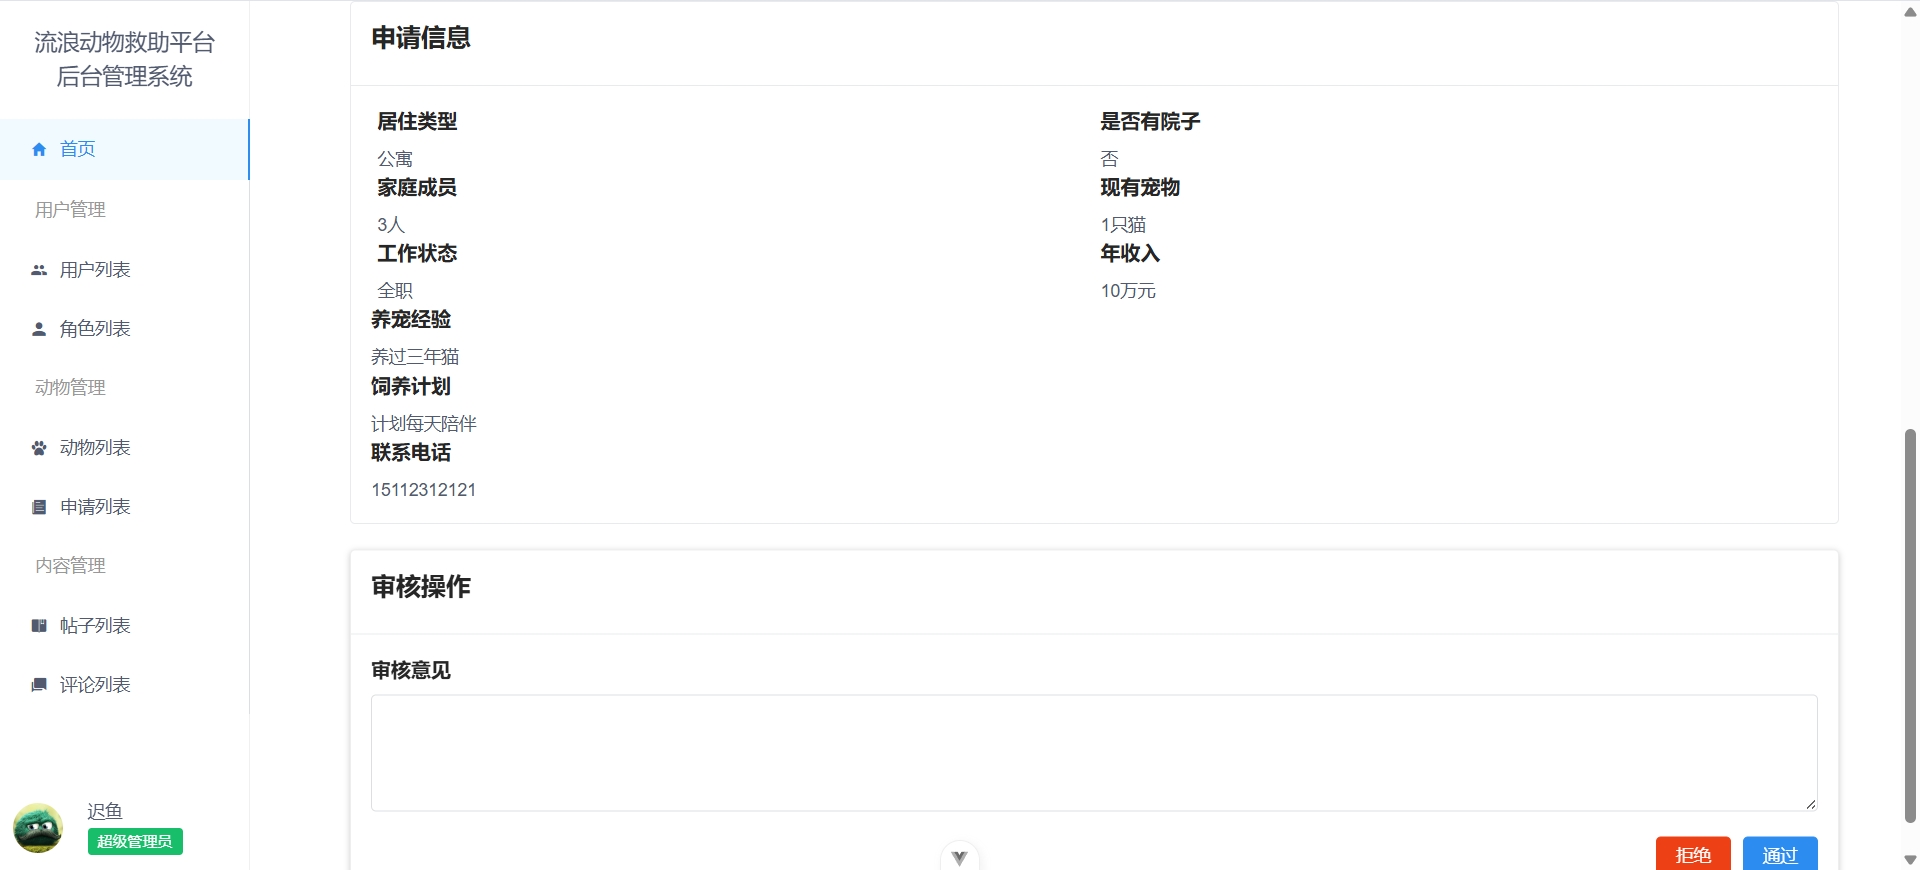 流浪动物救助平台
后台管理系统
首页
用户管理
用户列表
角色列表
动物管理
动物列表
申请列表
内容管理
帖子列表
评论列表
迟鱼
超级管理员
申请信息
居住类型
是否有院子
公寓
否
家庭成员
现有宠物
3人
1只猫
工作状态
年收入
全职
10万元
养宠经验
养过三年猫
饲养计划
计划每天陪伴
联系电话
15112312121
审核操作
审核意见
拒绝
通过